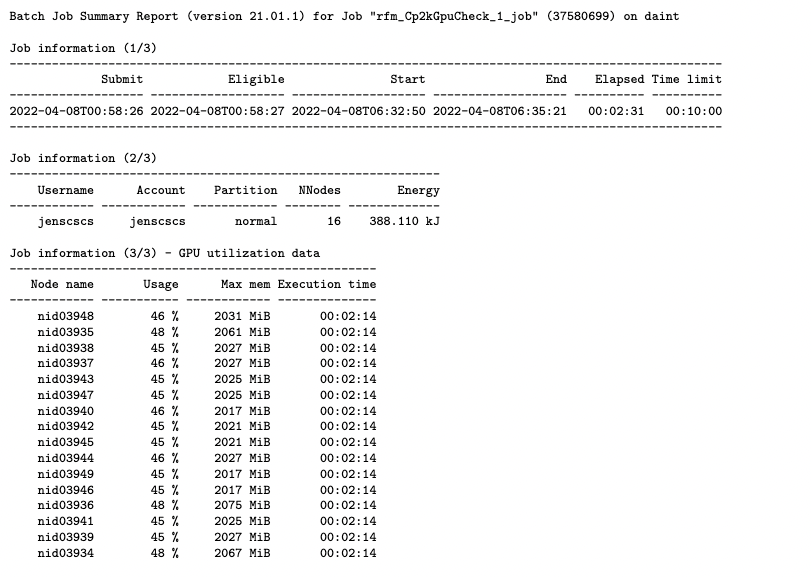 Batch Job Summary Report (version 21.01.1) for Job "rfm_Cp2kGpuCheck_1_job" (37580699) on daint
Job information (1/3)
-----------------------------------------------------------------------------------------------------
Submit Eligible Start End Elapsed Time limit
------------------- ------------------- ------------------- ------------------- ---------- ----------
2022-04-08T00:58:26 2022-04-08T00:58:27 2022-04-08T06:32:50 2022-04-08T06:35:21 00:02:31 00:10:00
-----------------------------------------------------------------------------------------------------
Job information (2/3)
-------------------------------------------------------------
Username Account Partition NNodes Energy
------------ ------------ ------------ -------- -------------
jenscscs jenscscs normal 16 388.110 kJ
Job information (3/3) - GPU utilization data
----------------------------------------------------
Node name Usage Max mem Execution time
------------ ----------- ------------ --------------
nid03948 46 % 2031 MiB 00:02:14
nid03935 48 % 2061 MiB 00:02:14
nid03938 45 % 2027 MiB 00:02:14
nid03937 46 % 2027 MiB 00:02:14
nid03943 45 % 2025 MiB 00:02:14
nid03947 45 % 2025 MiB 00:02:14
nid03940 46 % 2017 MiB 00:02:14
nid03942 45 % 2021 MiB 00:02:14
nid03945 45 % 2021 MiB 00:02:14
nid03944 46 % 2027 MiB 00:02:14
nid03949 45 % 2017 MiB 00:02:14
nid03946 45 % 2017 MiB 00:02:14
nid03936 48 % 2075 MiB 00:02:14
nid03941 45 % 2025 MiB 00:02:14
nid03939 45 % 2027 MiB 00:02:14
nid03934 48 % 2067 MiB 00:02:14